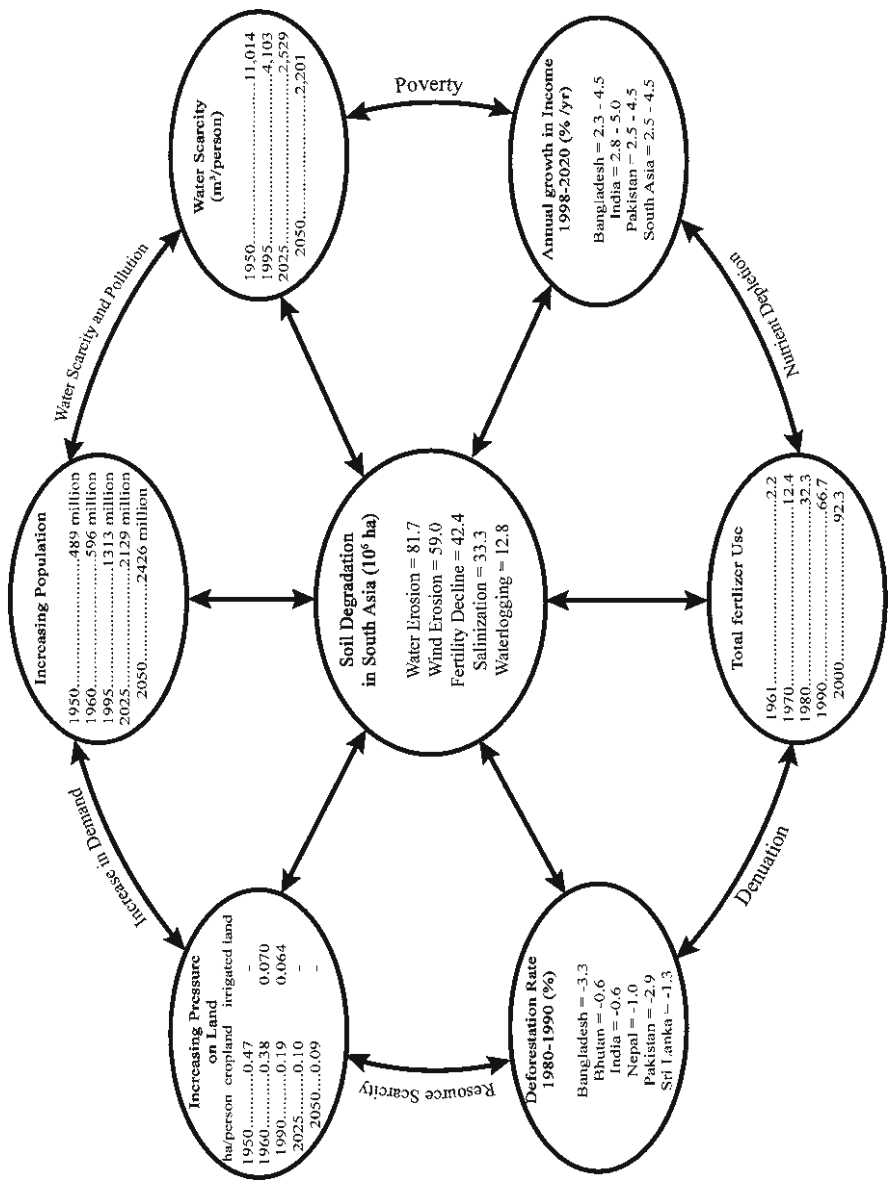 Increasing Population
1950........................489 million
1960........................596 million
1995........................1313 million
2025........................2129 million
2050........................2426 million
Water Scarcity and Pollution
Water Scarcity
(m³/person)
1950........................11,014
1995........................4,103
2025........................2,529
2050........................2,201
Poverty
Annual growth in Income
1998-2020 (% /yr)
Bangladesh = 2.3 - 4.5
India = 2.8 - 5.0
Pakistan = 2.5 - 4.5
South Asia = 2.5 - 4.5
Nutrient Depletion
Total fertlizer Use
1961........................2.2
1970........................12.4
1980........................32.3
1990........................66.7
2000........................92.3
Denuation
Deforestation Rate
1980-1990 (%)
Bangladesh = -3.3
Bhutan = -0.6
India = -0.6
Nepal = -1.0
Pakistan = -2.9
Sri Lanka = -1.3
Resource Scarcity
Increasing Pressure
on Land
ha/person cropland irrigated land
1950..........0.47 -
1960..........0.38 0.070
1990..........0.19 0.064
2025..........0.10 -
2050....0.09 -
Increase in Demand
Soil Degradation
in South Asia (10⁶ ha)
Water Erosion = 81.7
Wind Erosion = 59.0
Fertility Decline = 42.4
Salinization = 33.3
Waterlogging = 12.8